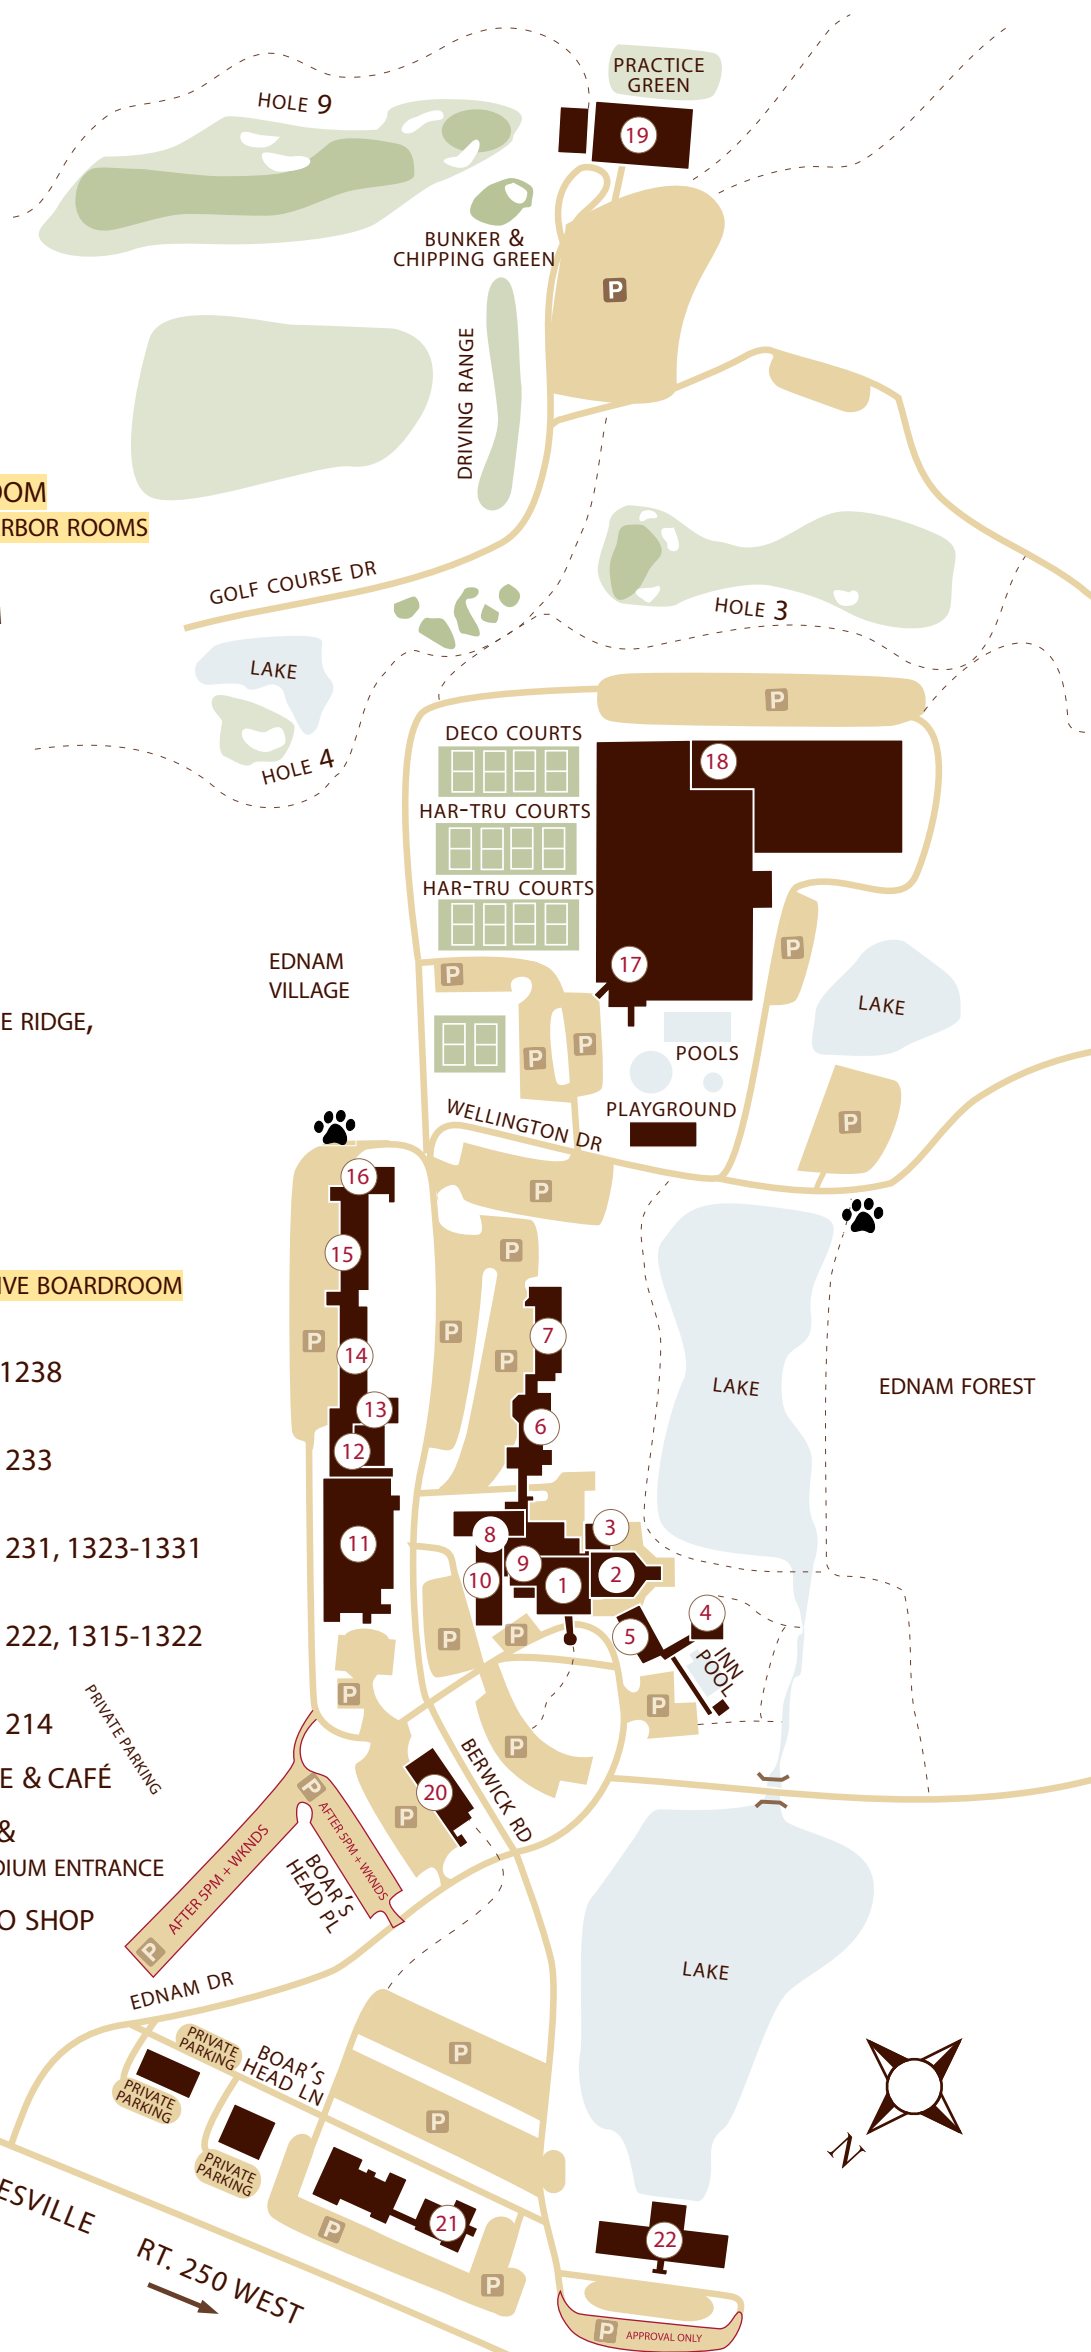 PRACTICE
GREEN
HOLE 9
19
BUNKER &
CHIPPING GREEN
P
DRIVING RANGE
OOM
RBOR ROOMS
GOLF COURSE DR
HOLE 3
LAKE
HOLE 4
P
DECO COURTS
18
HAR-TRU COURTS
HAR-TRU COURTS
17
P
P
EDNAM
VILLAGE
LAKE
E RIDGE,
P
P
POOLS
PLAYGROUND
WELLINGTON DR
P
16
P
15
P
IVE BOARDROOM
P
P
7
14
P
1238
LAKE
EDNAM FOREST
13
6
12
233
3
8
11
231, 1323-1331
9
2
10
1
4
222, 1315-1322
5
P
P
INN
POOL
P
P
PRIVATE PARKING
214
P
BERWICK RD
E & CAFÉ
20
P
P
AFTER 5PM + WKNDS
AFTER 5PM + WKNDS
&
DIUM ENTRANCE
BOAR'S
HEAD PL
O SHOP
P
LAKE
EDNAM DR
PRIVATE
PARKING
BOAR'S
HEAD LN
P
PRIVATE
PARKING
P
N
PRIVATE
PARKING
ESVILLE
21
P
22
RT. 250 WEST
P
P
APPROVAL ONLY